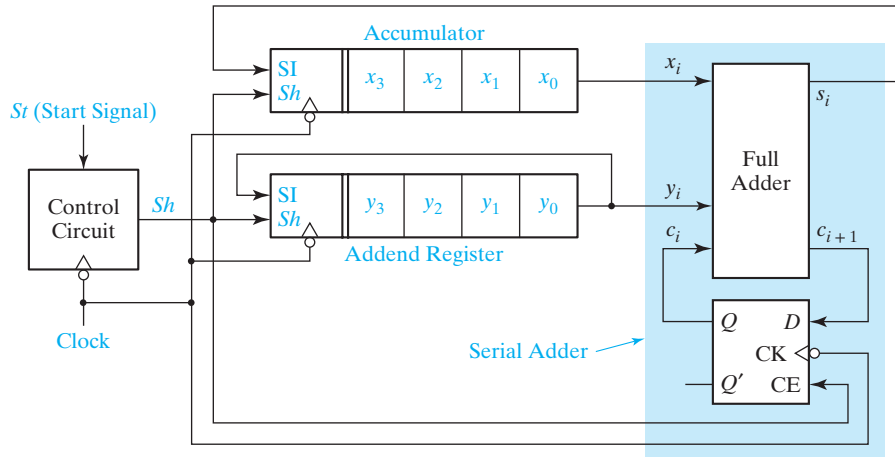 Accumulator
SI
Sh
x3 x2 x1 x0
xi
si
St (Start Signal)
Full
Adder
Control
Circuit
Sh
SI
Sh
y3 y2 y1 y0
yi
ci
ci + 1
Addend Register
Clock
Serial Adder
Q
D
CK
Q′
CE